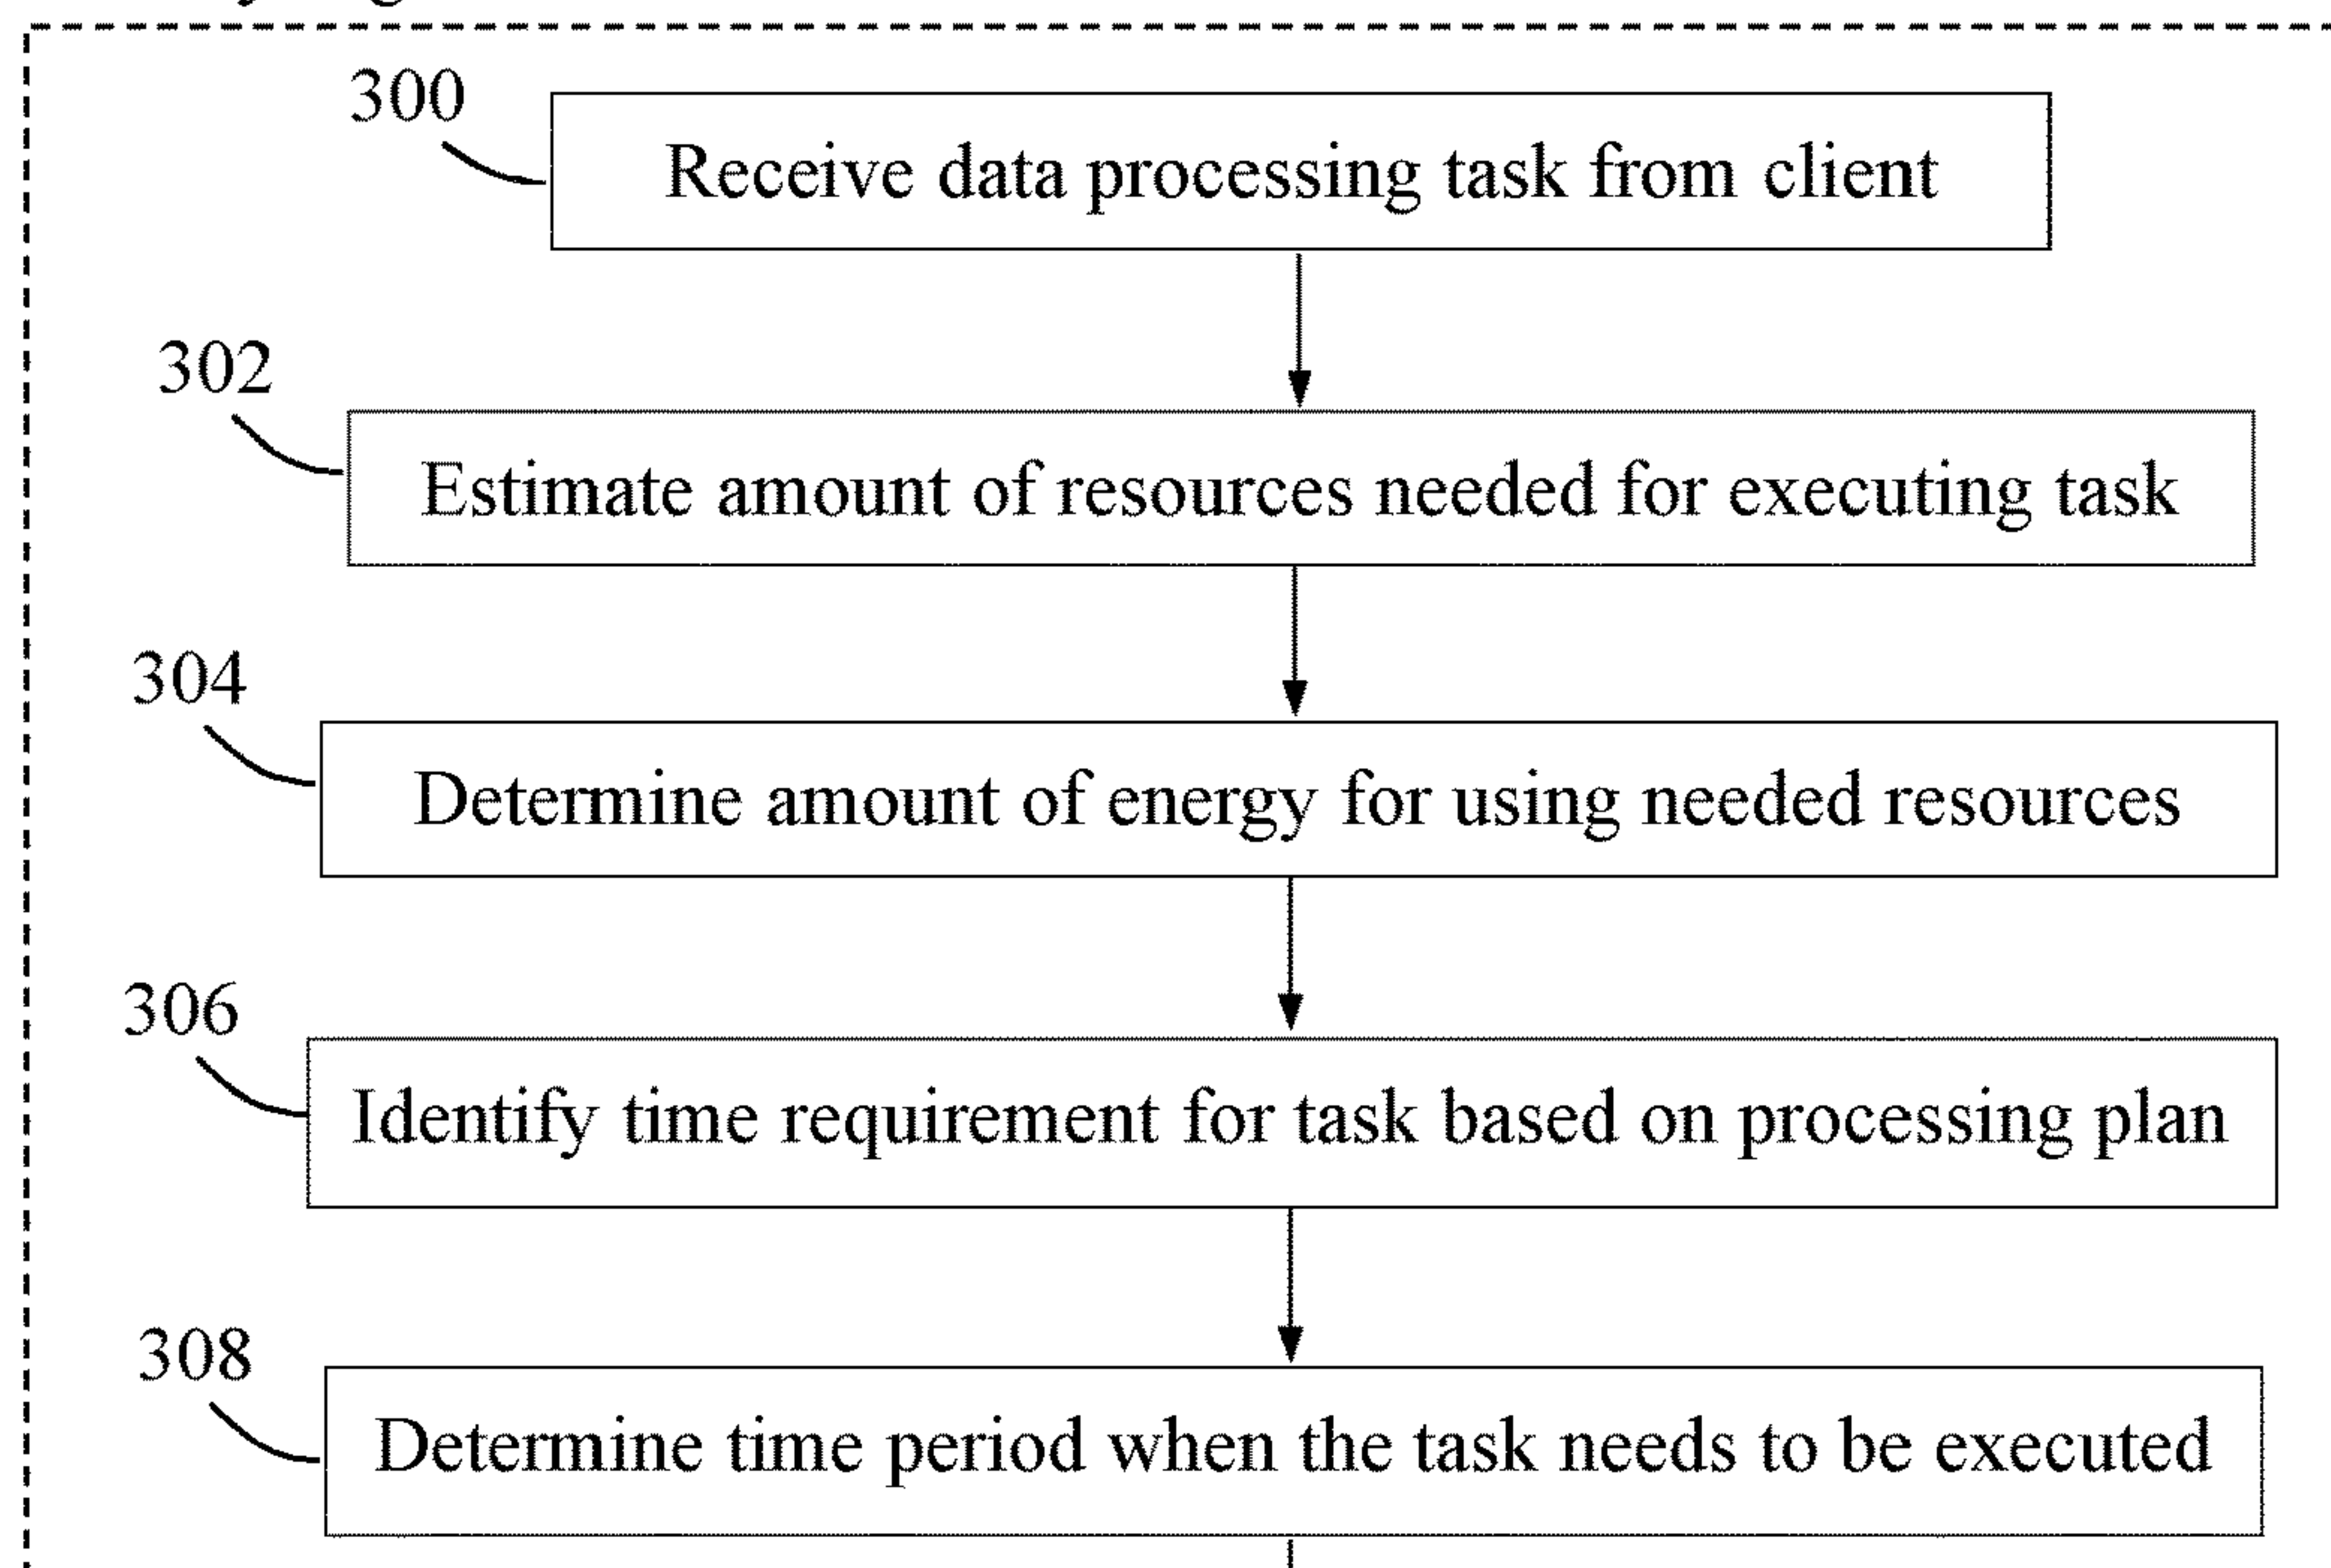 300
Receive data processing task from client
302
Estimate amount of resources needed for executing task
304
Determine amount of energy for using needed resources
306
Identify time requirement for task based on processing plan
308
Determine time period when the task needs to be executed